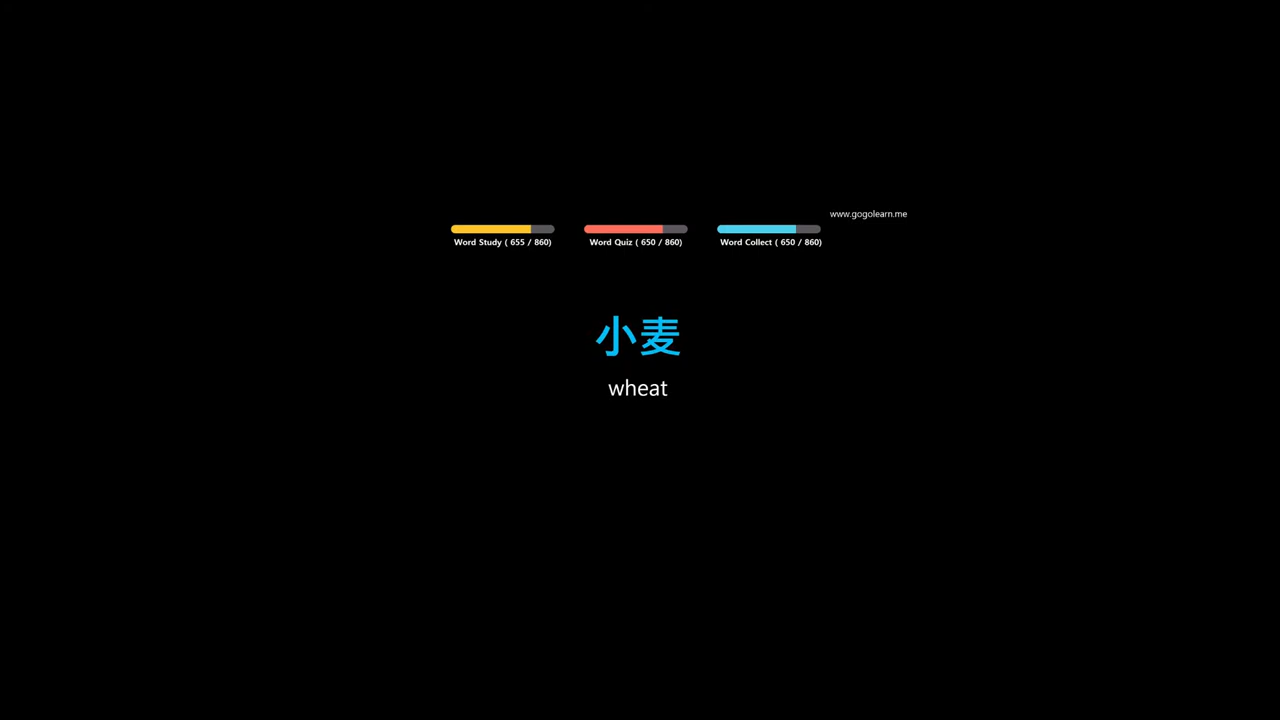 www.gogolearn.me
Word Study ( 655 / 860)
Word Quiz ( 650 / 860)
Word Collect ( 650 / 860)
小麦
wheat